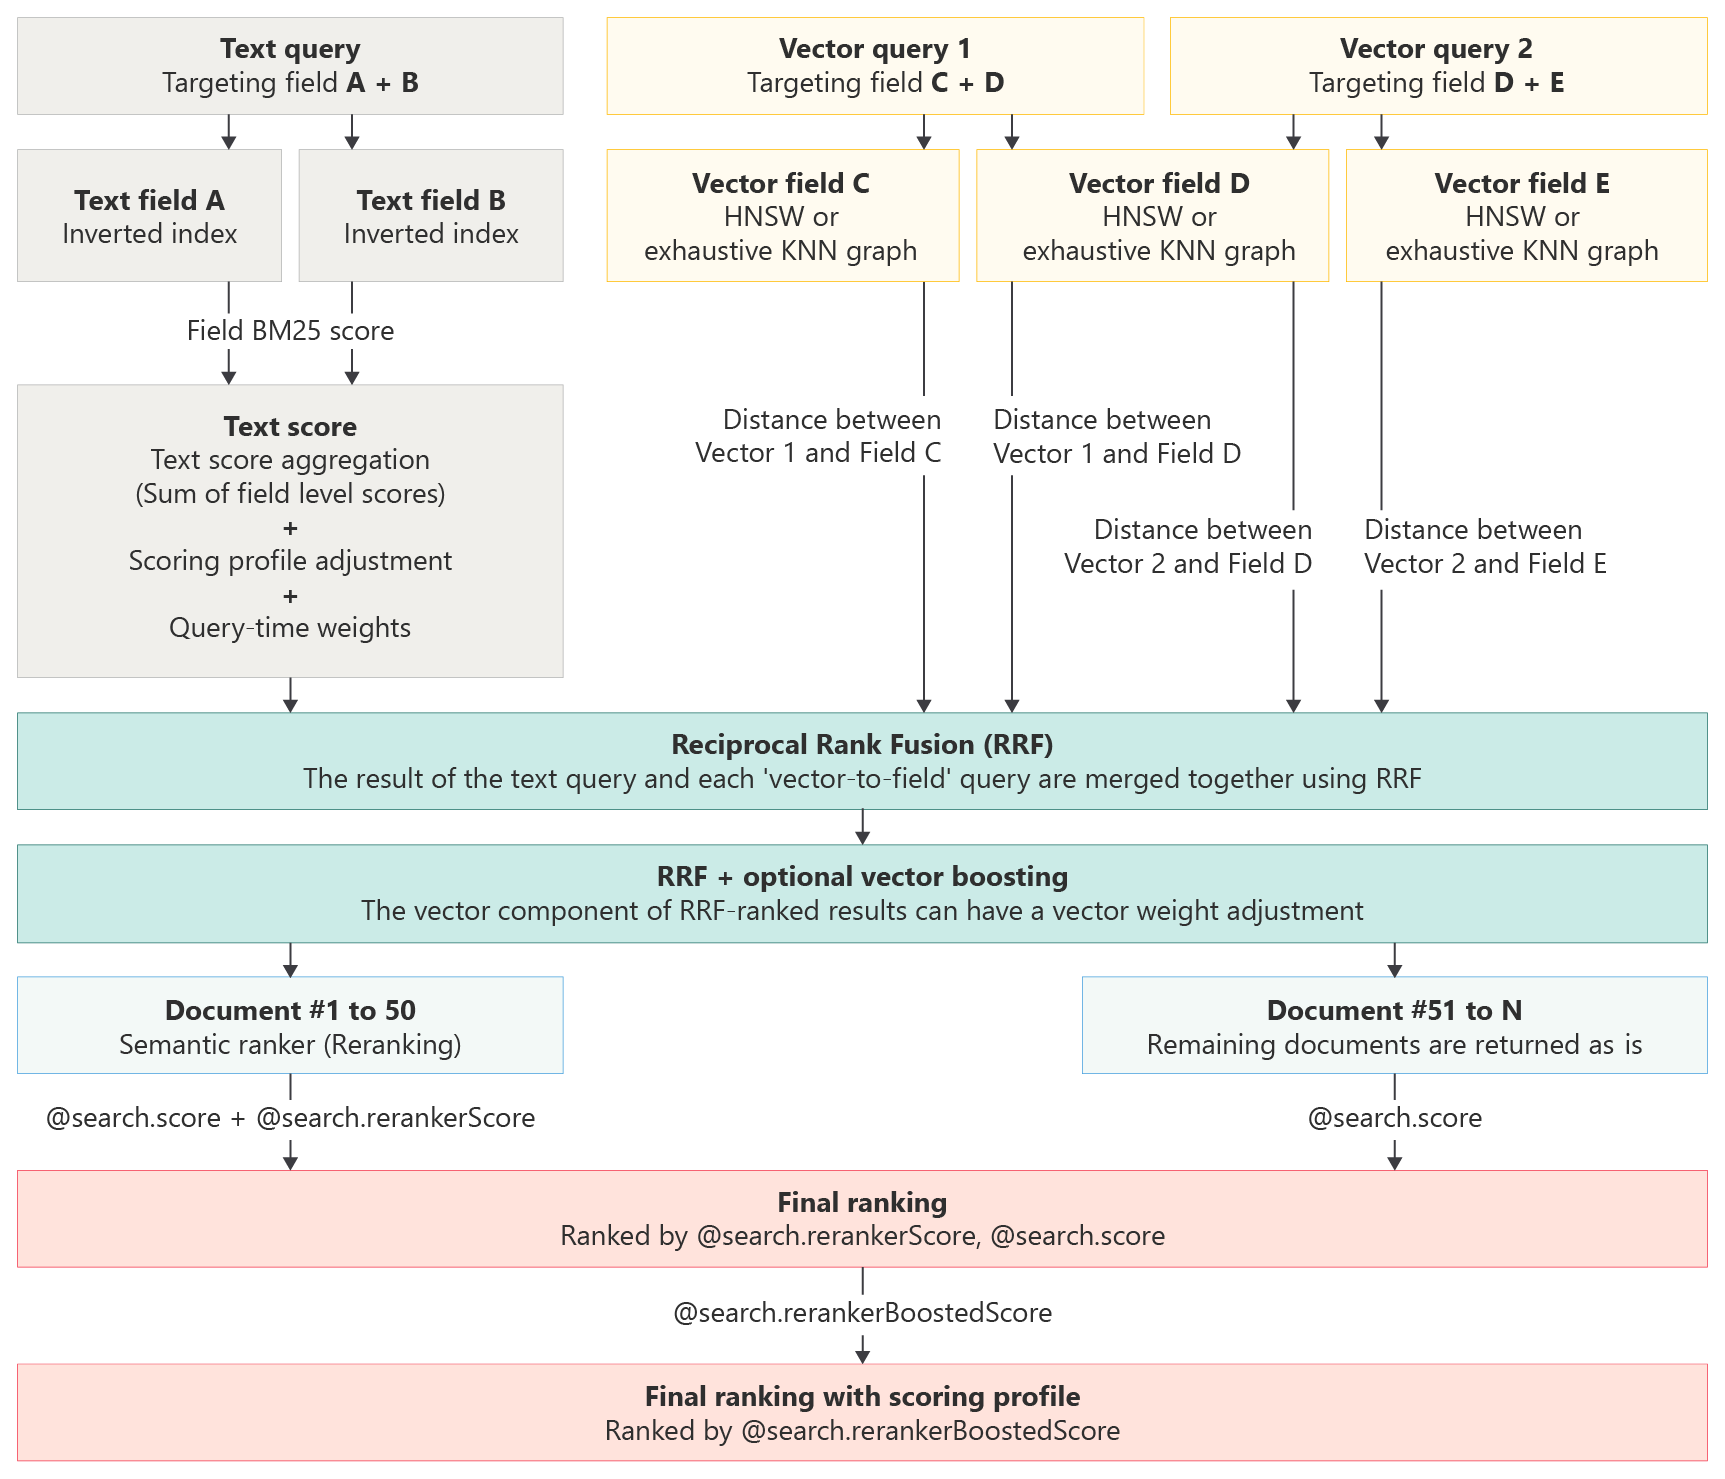 Text query
Targeting field A + B
Vector query 1
Targeting field C + D
Vector query 2
Targeting field D + E
Text field A
Inverted index
Text field B
Inverted index
Vector field C
HNSW or
exhaustive KNN graph
Vector field D
HNSW or
exhaustive KNN graph
Vector field E
HNSW or
exhaustive KNN graph
Field BM25 score
Text score
Text score aggregation
(Sum of field level scores)
+
Scoring profile adjustment
+
Query-time weights
Distance between
Vector 1 and Field C
Distance between
Vector 1 and Field D
Distance between
Vector 2 and Field D
Distance between
Vector 2 and Field E
Reciprocal Rank Fusion (RRF)
The result of the text query and each 'vector-to-field' query are merged together using RRF
RRF + optional vector boosting
The vector component of RRF-ranked results can have a vector weight adjustment
Document #1 to 50
Semantic ranker (Reranking)
Document #51 to N
Remaining documents are returned as is
@search.score + @search.rerankerScore
@search.score
Final ranking
Ranked by @search.rerankerScore, @search.score
@search.rerankerBoostedScore
Final ranking with scoring profile
Ranked by @search.rerankerBoostedScore